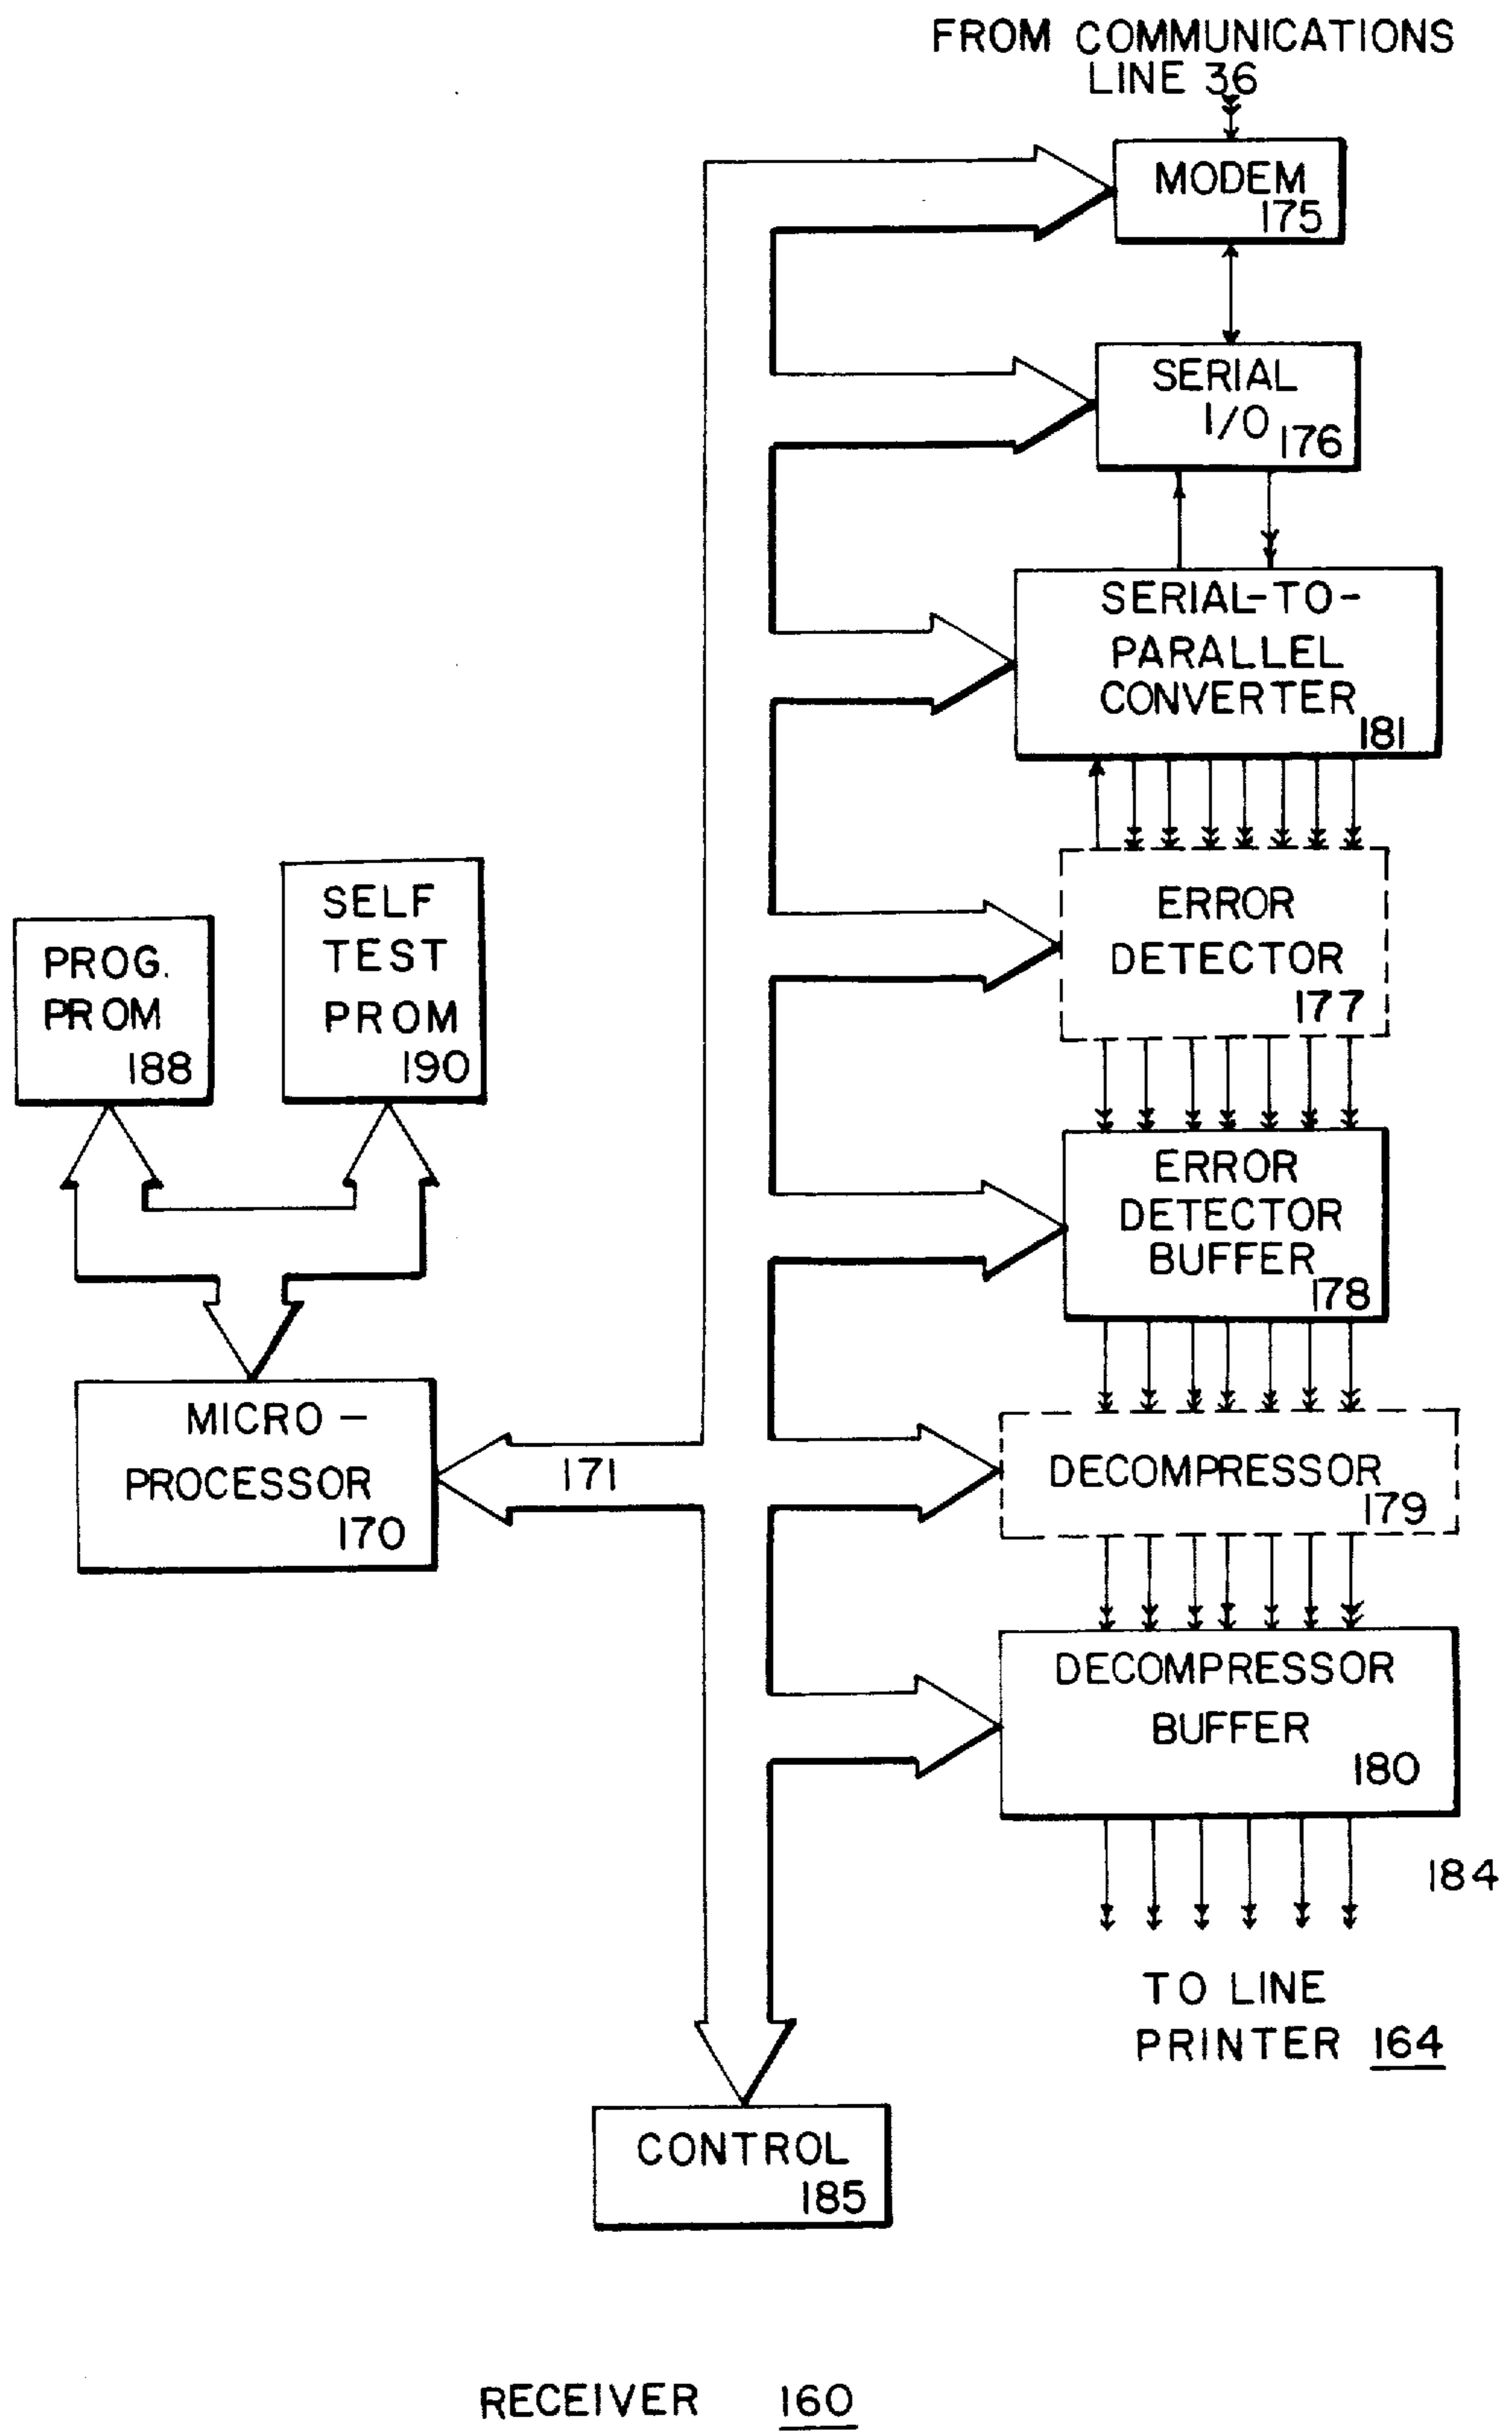 FROM COMMUNICATIONS
LINE 36
MODEM
175
SERIAL
I/O 176
SERIAL-TO-
PARALLEL
CONVERTER
181
ERROR
DETECTOR
177
ERROR
DETECTOR
BUFFER
178
DECOMPRESSOR
179
DECOMPRESSOR
BUFFER
180
184
TO LINE
PRINTER 164
PROG.
PROM
188
SELF
TEST
PROM
190
MICRO-
PROCESSOR
170
171
CONTROL
185
RECEIVER 160